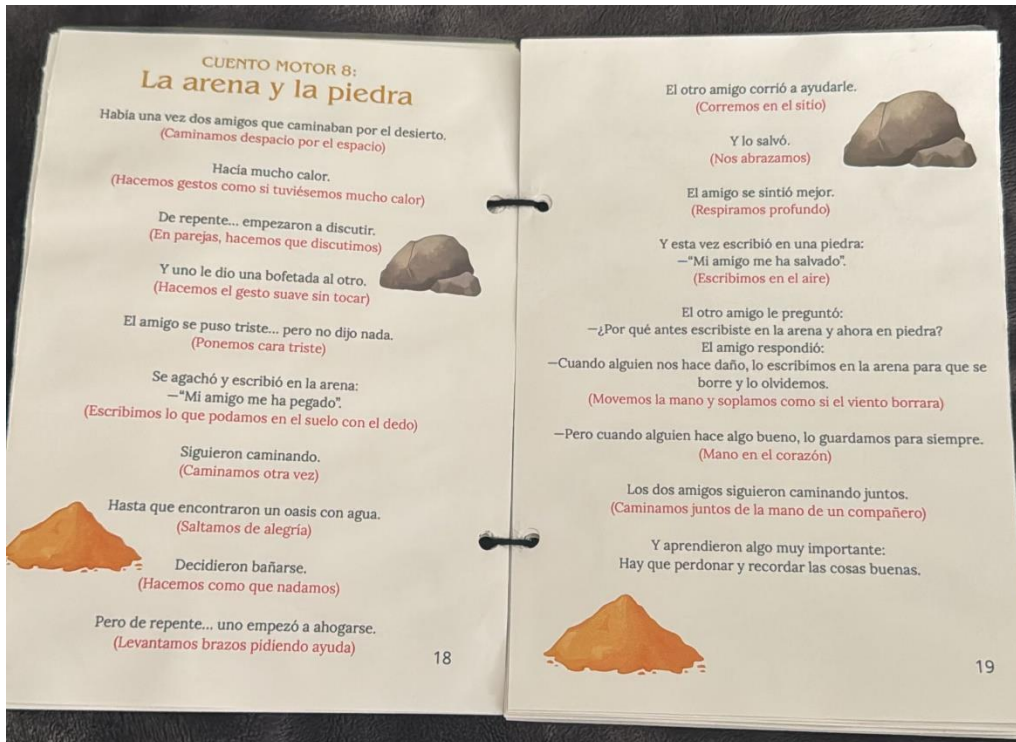 CUENTO MOTOR 8:
La arena y la piedra
Había una vez dos amigos que caminaban por el desierto.
(Caminamos despacio por el espacio)
Hacía mucho calor.
(Hacemos gestos como si tuviésemos mucho calor)
De repente... empezaron a discutir.
(En parejas, hacemos que discutimos)
Y uno le dio una bofetada al otro.
(Hacemos el gesto suave sin tocar)
El amigo se puso triste... pero no dijo nada.
(Ponemos cara triste)
Se agachó y escribió en la arena:
—“Mi amigo me ha pegado”.
(Escribimos lo que podamos en el suelo con el dedo)
Siguieron caminando.
(Caminamos otra vez)
Hasta que encontraron un oasis con agua.
(Saltamos de alegría)
Decidieron bañarse.
(Hacemos como que nadamos)
Pero de repente... uno empezó a ahogarse.
(Levantamos brazos pidiendo ayuda)
18
El otro amigo corrió a ayudarle.
(Corremos en el sitio)
Y lo salvó.
(Nos abrazamos)
El amigo se sintió mejor.
(Respiramos profundo)
Y esta vez escribió en una piedra:
—“Mi amigo me ha salvado”.
(Escribimos en el aire)
El otro amigo le preguntó:
—¿Por qué antes escribiste en la arena y ahora en piedra?
El amigo respondió:
—Cuando alguien nos hace daño, lo escribimos en la arena para que se
borre y lo olvidemos.
(Movemos la mano y soplamos como si el viento borrara)
—Pero cuando alguien hace algo bueno, lo guardamos para siempre.
(Mano en el corazón)
Los dos amigos siguieron caminando juntos.
(Caminamos juntos de la mano de un compañero)
Y aprendieron algo muy importante:
Hay que perdonar y recordar las cosas buenas.
19